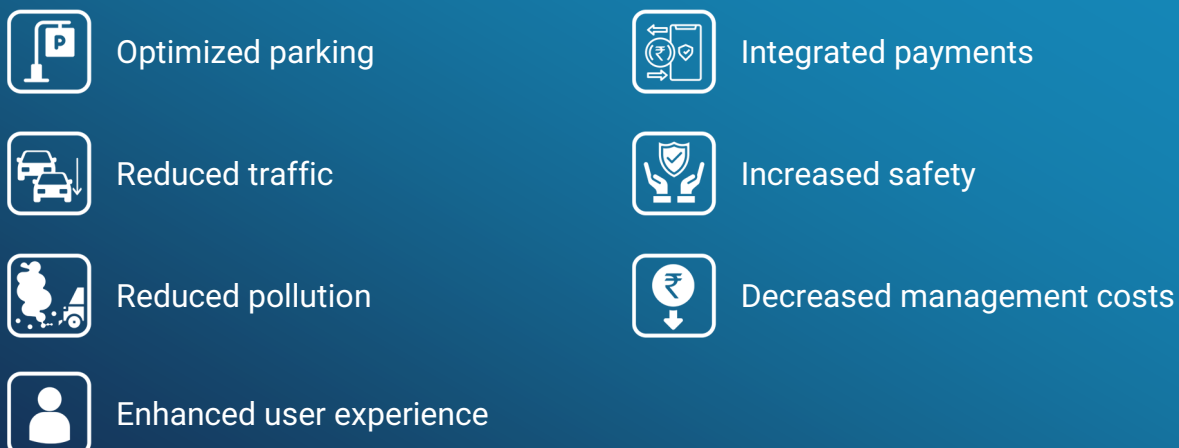 P
Optimized parking
Reduced traffic
Reduced pollution
Enhanced user experience
₹
Integrated payments
Increased safety
₹
Decreased management costs